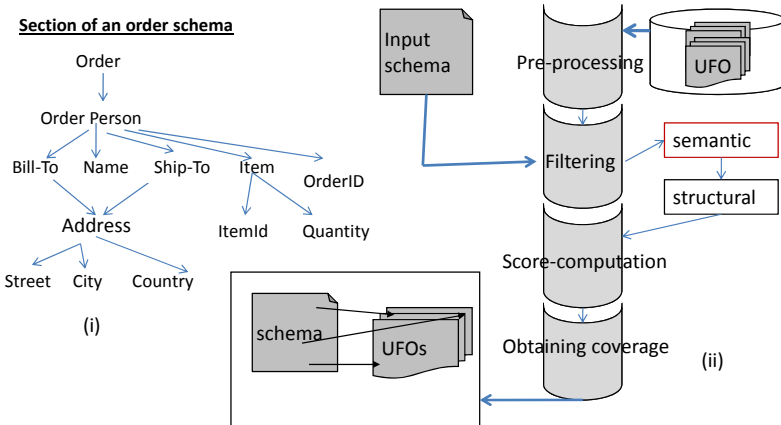 Section of an order schema
Order
Order Person
Bill-To Name Ship-To Item OrderID
Address ItemId Quantity
Street City Country
(i)
Input
schema
Pre-processing
UFO
Filtering
semantic
structural
Score-computation
Obtaining coverage
schema
UFOs
(ii)